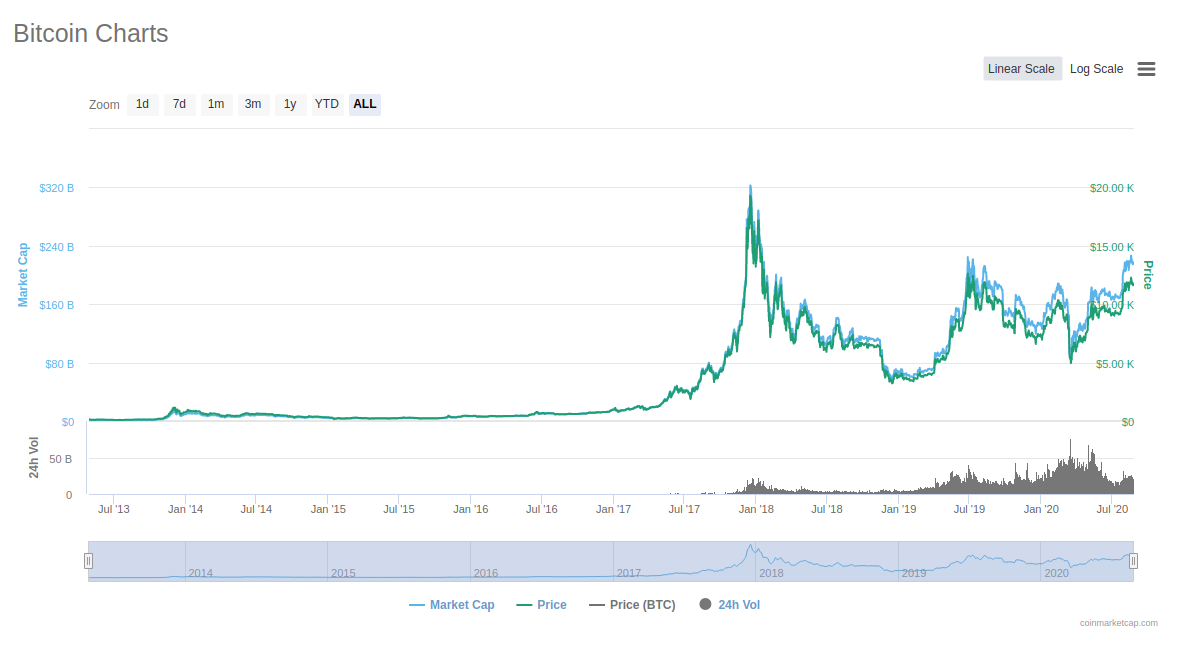 Bitcoin Charts
Linear Scale Log Scale
Zoom 1d 7d 1m 3m 1y YTD ALL
$320 B $20.00 K
$240 B $15.00 K
Market Cap
Price
$160 B $10.00 K
$80 B $5.00 K
$0 $0
24h Vol
50 B
0
Jul '13 Jan '14 Jul '14 Jan '15 Jul '15 Jan '16 Jul '16 Jan '17 Jul '17 Jan '18 Jul '18 Jan '19 Jul '19 Jan '20 Jul '20
2014 2015 2016 2017 2018 2019 2020
Market Cap Price Price (BTC) 24h Vol
coinmarketcap.com